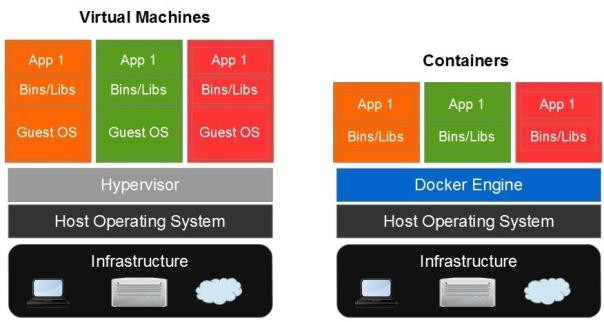 Virtual Machines
App 1
App 1
App 1
Bins/Libs
Bins/Libs
Bins/Libs
Guest OS
Guest OS
Guest OS
Hypervisor
Host Operating System
Infrastructure
Containers
App 1
App 1
App 1
Bins/Libs
Bins/Libs
Bins/Libs
Docker Engine
Host Operating System
Infrastructure